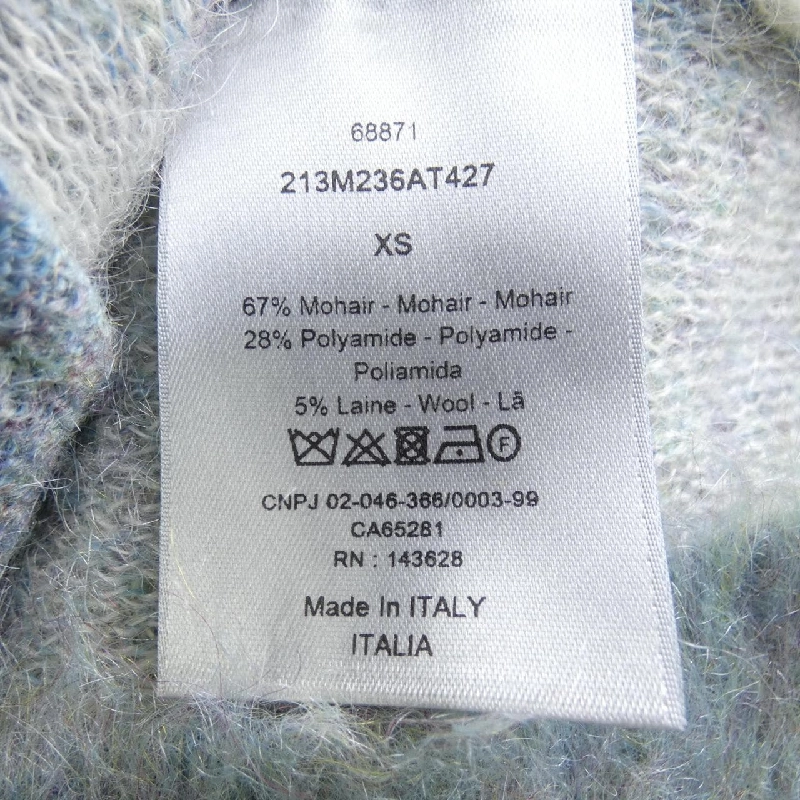 68871
213M236AT427
XS
67% Mohair - Mohair - Mohair
28% Polyamide - Polyamide -
Poliamida
5% Laine - Wool - Lã
F
CNPJ 02-046-366/0003-99
CA65281
RN : 143628
Made In ITALY
ITALIA